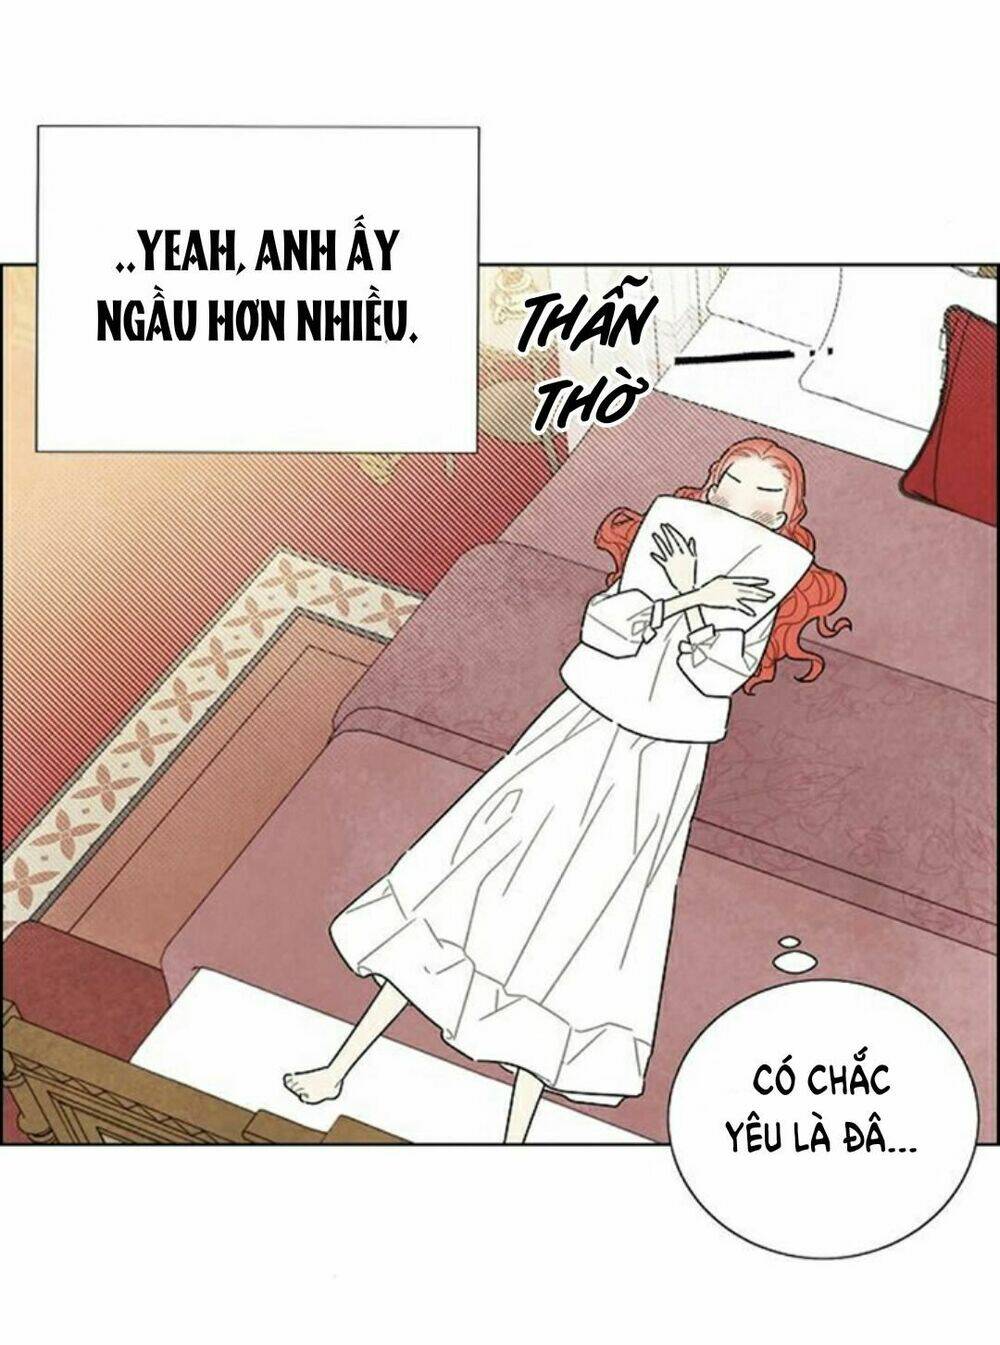 ..YEAH, ANH ẤY
NGẦU HƠN NHIỀU.
THẪN
THỜ
CÓ CHẮC
YÊU LÀ ĐÂ...